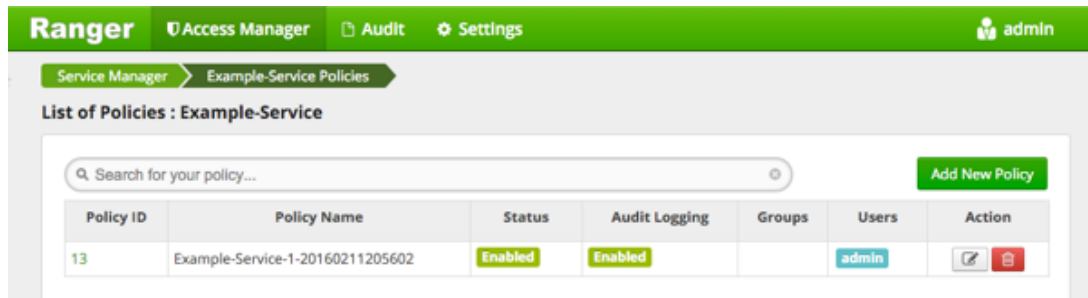 Ranger Access Manager Audit Settings admin
Service Manager Example-Service Policies
List of Policies : Example-Service
Search for your policy... Add New Policy
Policy ID Policy Name Status Audit Logging Groups Users Action
13 Example-Service-1-20160211205602 Enabled Enabled admin